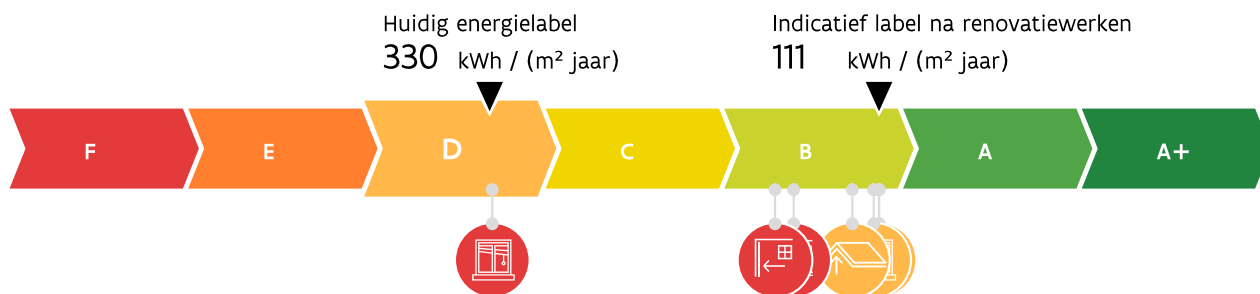 Huidig energielabel
330 kWh / (m² jaar)
Indicatief label na renovatiewerken
111 kWh / (m² jaar)
F E D C B A A+